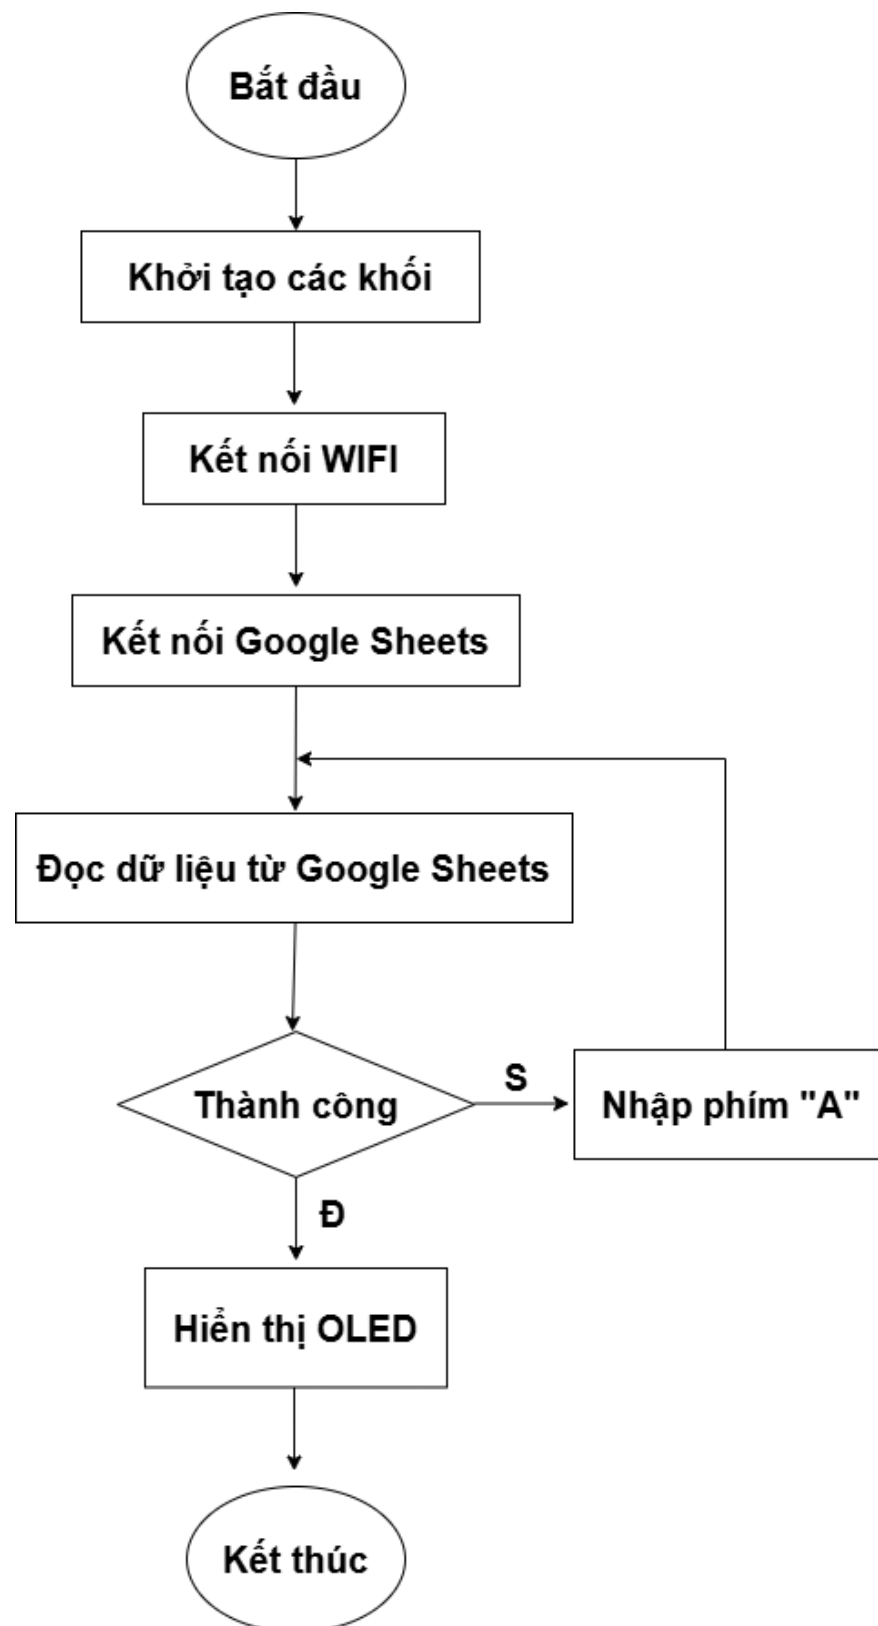 Bắt đầu
Khởi tạo các khối
Kết nối WIFI
Kết nối Google Sheets
Đọc dữ liệu từ Google Sheets
Thành công
S
Nhập phím "A"
Đ
Hiển thị OLED
Kết thúc